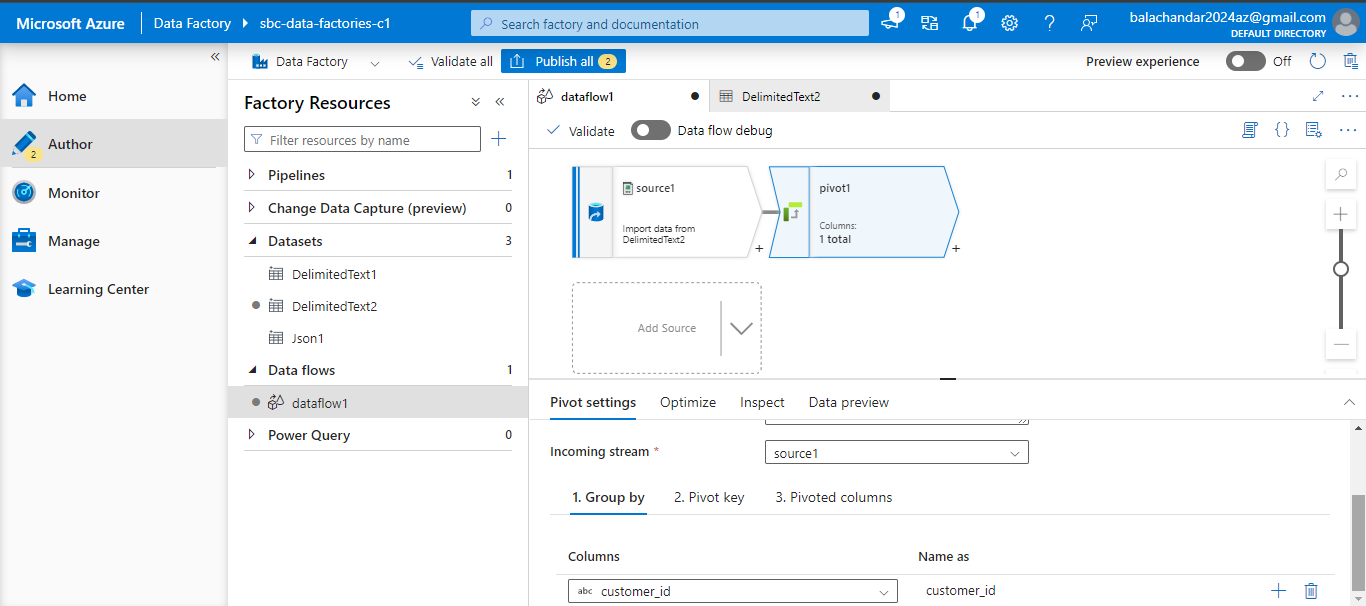 Microsoft Azure
Data Factory
sbc-data-factories-c1
Search factory and documentation
1
1
balachandar2024az@gmail.com
DEFAULT DIRECTORY
Data Factory
Validate all
Publish all 2
Preview experience
Off
Home
Author
2
Monitor
Manage
Learning Center
Factory Resources
Filter resources by name
Pipelines 1
Change Data Capture (preview) 0
Datasets 3
DelimitedText1
DelimitedText2
Json1
Data flows 1
dataflow1
Power Query 0
dataflow1
DelimitedText2
Validate
Data flow debug
source1
Import data from
DelimitedText2
+
pivot1
Columns:
1 total
+
Add Source
Pivot settings
Optimize
Inspect
Data preview
Incoming stream *
source1
1. Group by
2. Pivot key
3. Pivoted columns
Columns
Name as
abc customer_id
customer_id